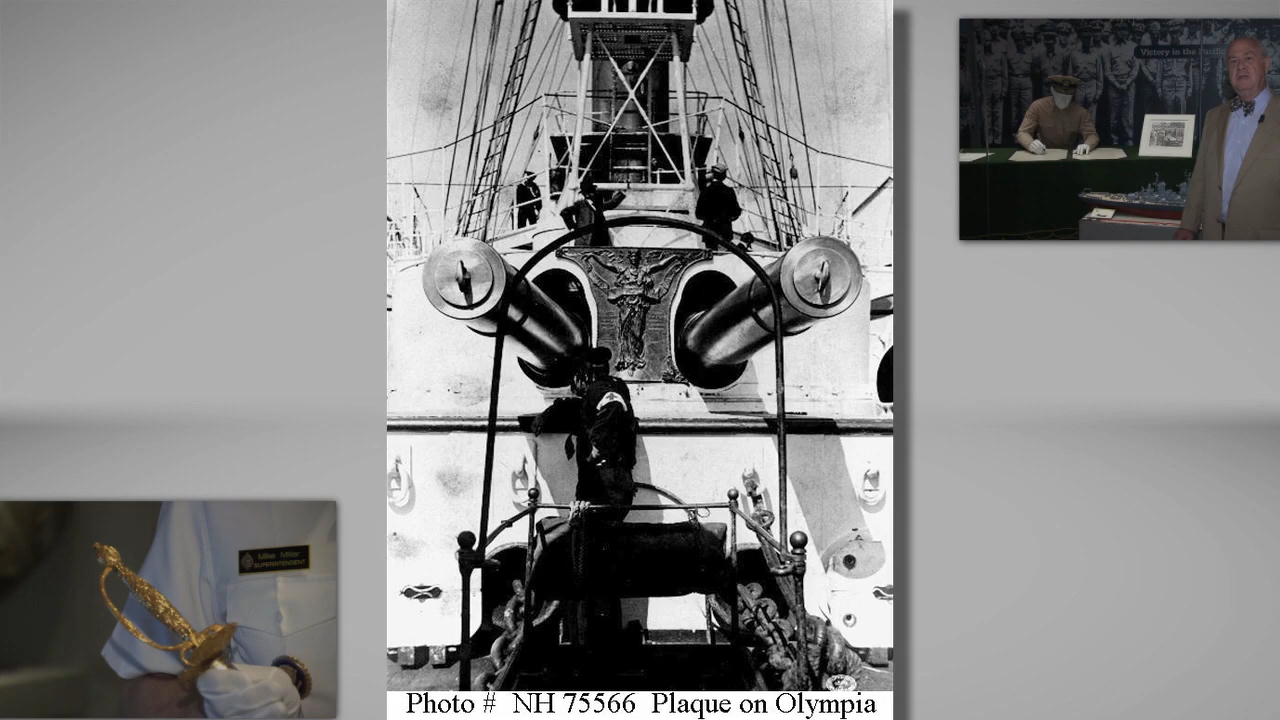 Victory in the Pacific
Mike Miller
SUPERINTENDENT
Photo # NH 75566 Plaque on Olympia